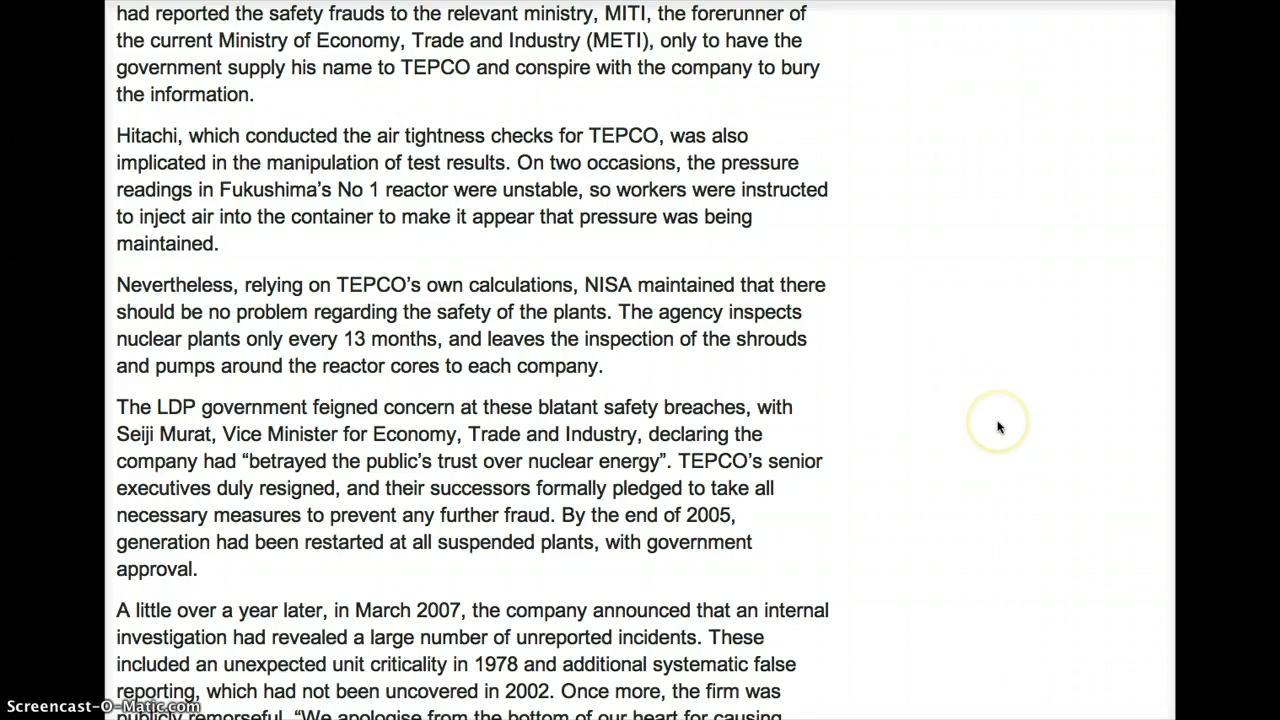 had reported the safety frauds to the relevant ministry, MITI, the forerunner of
the current Ministry of Economy, Trade and Industry (METI), only to have the
government supply his name to TEPCO and conspire with the company to bury
the information.
Hitachi, which conducted the air tightness checks for TEPCO, was also
implicated in the manipulation of test results. On two occasions, the pressure
readings in Fukushima’s No 1 reactor were unstable, so workers were instructed
to inject air into the container to make it appear that pressure was being
maintained.
Nevertheless, relying on TEPCO’s own calculations, NISA maintained that there
should be no problem regarding the safety of the plants. The agency inspects
nuclear plants only every 13 months, and leaves the inspection of the shrouds
and pumps around the reactor cores to each company.
The LDP government feigned concern at these blatant safety breaches, with
Seiji Murat, Vice Minister for Economy, Trade and Industry, declaring the
company had “betrayed the public’s trust over nuclear energy”. TEPCO’s senior
executives duly resigned, and their successors formally pledged to take all
necessary measures to prevent any further fraud. By the end of 2005,
generation had been restarted at all suspended plants, with government
approval.
A little over a year later, in March 2007, the company announced that an internal
investigation had revealed a large number of unreported incidents. These
included an unexpected unit criticality in 1978 and additional systematic false
reporting, which had not been uncovered in 2002. Once more, the firm was
publicly remorseful. “We apologise from the bottom of our heart for causing
Screencast-O-Matic.com